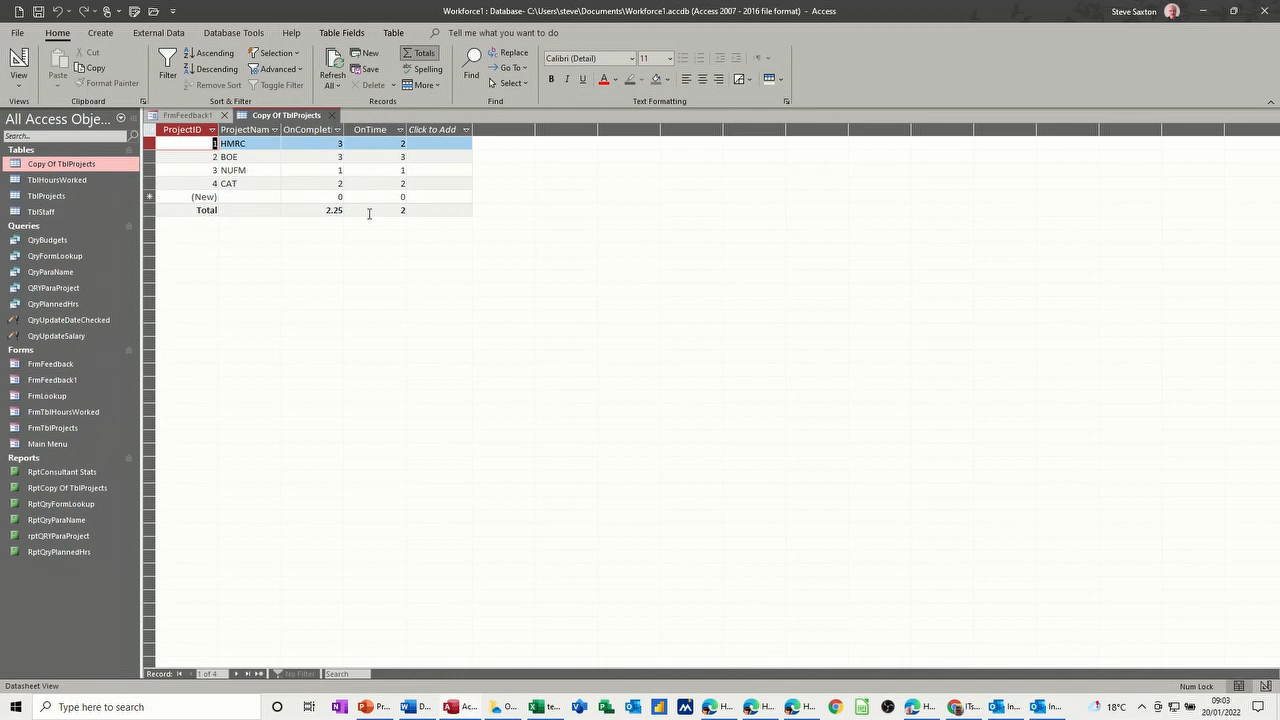 Workforce1 : Database- C:\Users\steve\Documents\Workforce1.accdb (Access 2007 - 2016 file format) - Access
Steve Saxton
File Home Create External Data Database Tools Help Table Fields Table Tell me what you want to do
View
Views
Paste
Cut
Copy
Format Painter
Clipboard
Filter
Ascending
Descending
Remove Sort
Selection
Advanced
Toggle Filter
Sort & Filter
Refresh
All
New
Save
Delete
Totals
Spelling
More
Records
Find
Replace
Go To
Select
Find
Calibri (Detail) 11
B I U A
Text Formatting
All Access Obje...
Search...
Tables
Copy Of TblProjects
TblHoursWorked
TblProjects
TblStaff
Queries
QryBudgets
QryFormLookup
QryParaName
QRYParaProject
QryPlannedHrs
QryUpdateDateChecked
QryUpdateSalary
Forms
FrmFeedback
FrmFeedback1
FrmLookup
FrmTblHoursWorked
FrmTblProjects
Main Menu
Reports
RptConsultant Stats
RptCopy Of TblProjects
RptQryFormLookup
RptQryParaName
rptQRYParaProject
RptQryPlannedHrs
FrmFeedback1 Copy Of TblProjects
ProjectID ProjectNam OnCompleti OnTime Click to Add
1 HMRC 3 2
2 BOE 3 3
3 NUFM 1 1
4 CAT 2 2
(New) 0 0
Total 2.25 2
Record: 1 of 4 No Filter Search
Datasheet View
Num Lock
Type here to search
Pr... D... Ac... O... te... H... H... H... H... iT... In... In...
18°C
09:03
20/01/2022